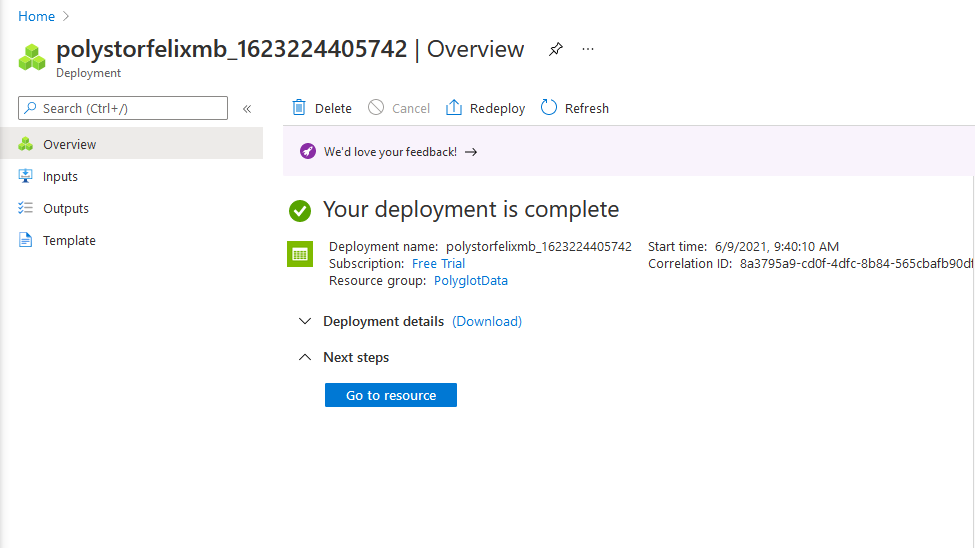 Home
polystorfelixmb_1623224405742 | Overview
Deployment
Search (Ctrl+/)
Delete Cancel Redeploy Refresh
We'd love your feedback!
Overview
Inputs
Outputs
Template
Your deployment is complete
Deployment name: polystorfelixmb_1623224405742
Subscription: Free Trial
Resource group: PolyglotData
Start time: 6/9/2021, 9:40:10 AM
Correlation ID: 8a3795a9-cd0f-4dfc-8b84-565cbafb90df
Deployment details (Download)
Next steps
Go to resource